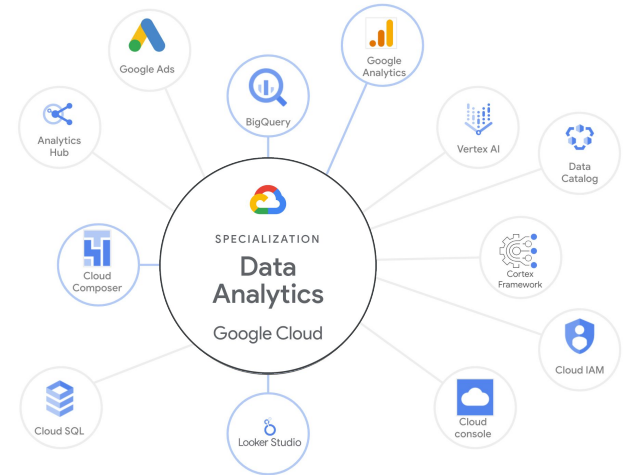 Google Ads
Google
Analytics
BigQuery
Analytics
Hub
Vertex AI
Data
Catalog
SPECIALIZATION
Data
Analytics
Google Cloud
Cloud
Composer
Cortex
Framework
Cloud IAM
Cloud SQL
Looker Studio
Cloud
console